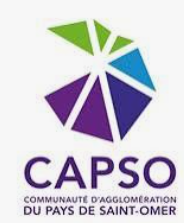 CAPSO
COMMUNAUTÉ D'AGGLOMÉRATION
DU PAYS DE SAINT-OMER